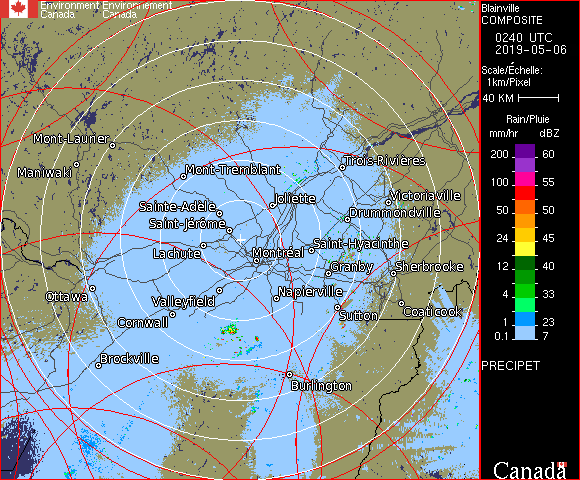 Environment Environnement
Canada Canada
Blainville
COMPOSITE
0240 UTC
2019-05-06
Scale/Échelle:
1km/Pixel
40 KM
Rain/Pluie
mm/hr dBZ
200 60
100 55
50 50
24 45
12 40
4 33
1 23
0.1 7
PRECIPET
Canada
Mont-Laurier
Maniwaki
Mont-Tremblant
Trois-Rivières
Joliette
Victoriaville
Sainte-Adèle
Drummondville
Saint-Jérôme
Lachute
Montréal
Saint-Hyacinthe
Granby
Sherbrooke
Ottawa
Valleyfield
Napierville
Cornwall
Sutton
Coaticook
Brockville
Burlington